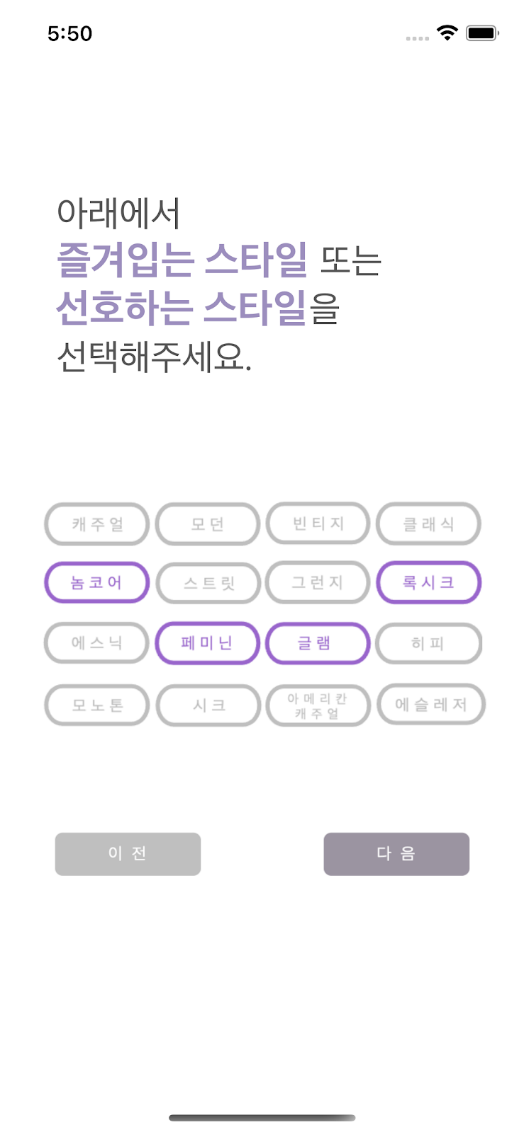 5:50
아래에서
즐겨입는 스타일 또는
선호하는 스타일을
선택해주세요.
캐주얼 모던 빈티지 클래식
놈코어 스트릿 그런지 록시크
에스닉 페미닌 글램 히피
모노톤 시크 아메리칸 캐주얼 에슬레저
이전 다음